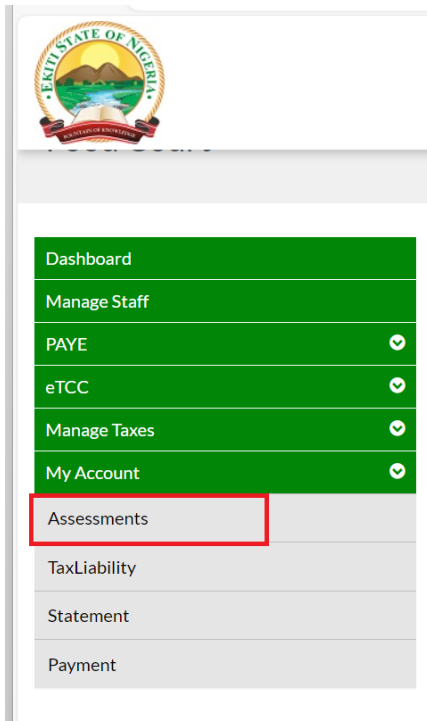 EKITI STATE OF NIGERIA
FOUNTAIN OF KNOWLEDGE
Dashboard
Manage Staff
PAYE
eTCC
Manage Taxes
My Account
Assessments
TaxLiability
Statement
Payment